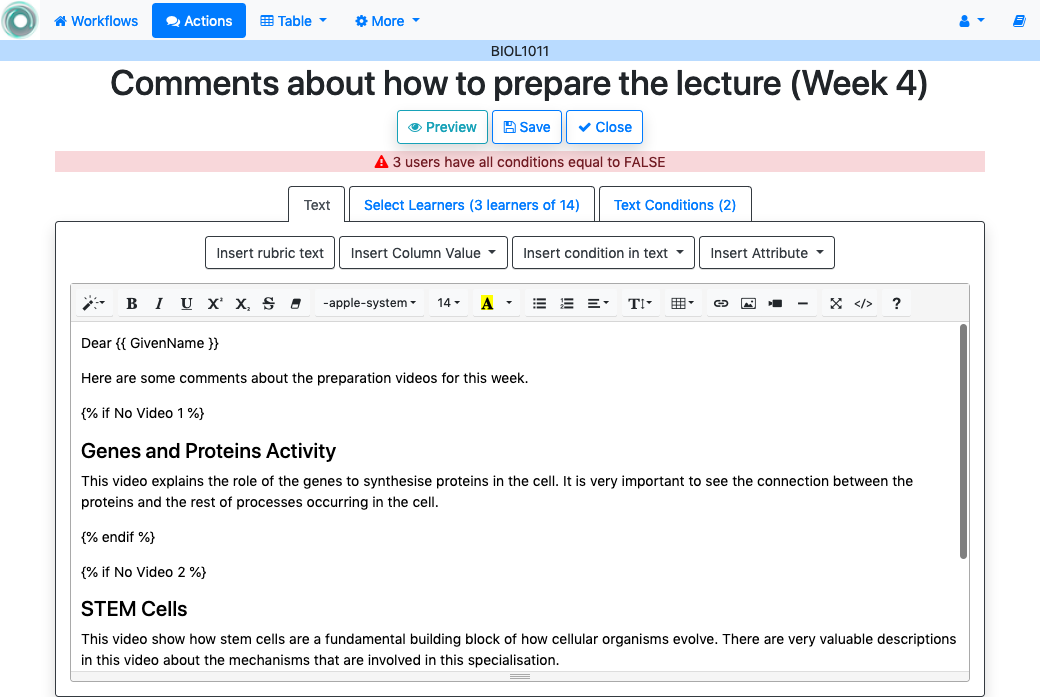 Workflows Actions Table More
BIOL1011
Comments about how to prepare the lecture (Week 4)
Preview Save Close
3 users have all conditions equal to FALSE
Text Select Learners (3 learners of 14) Text Conditions (2)
Insert rubric text Insert Column Value Insert condition in text Insert Attribute
B I U X² X₂ S -apple-system 14 A T </> ?
Dear {{ GivenName }}
Here are some comments about the preparation videos for this week.
{% if No Video 1 %}
Genes and Proteins Activity
This video explains the role of the genes to synthesise proteins in the cell. It is very important to see the connection between the
proteins and the rest of processes occurring in the cell.
{% endif %}
{% if No Video 2 %}
STEM Cells
This video show how stem cells are a fundamental building block of how cellular organisms evolve. There are very valuable descriptions
in this video about the mechanisms that are involved in this specialisation.